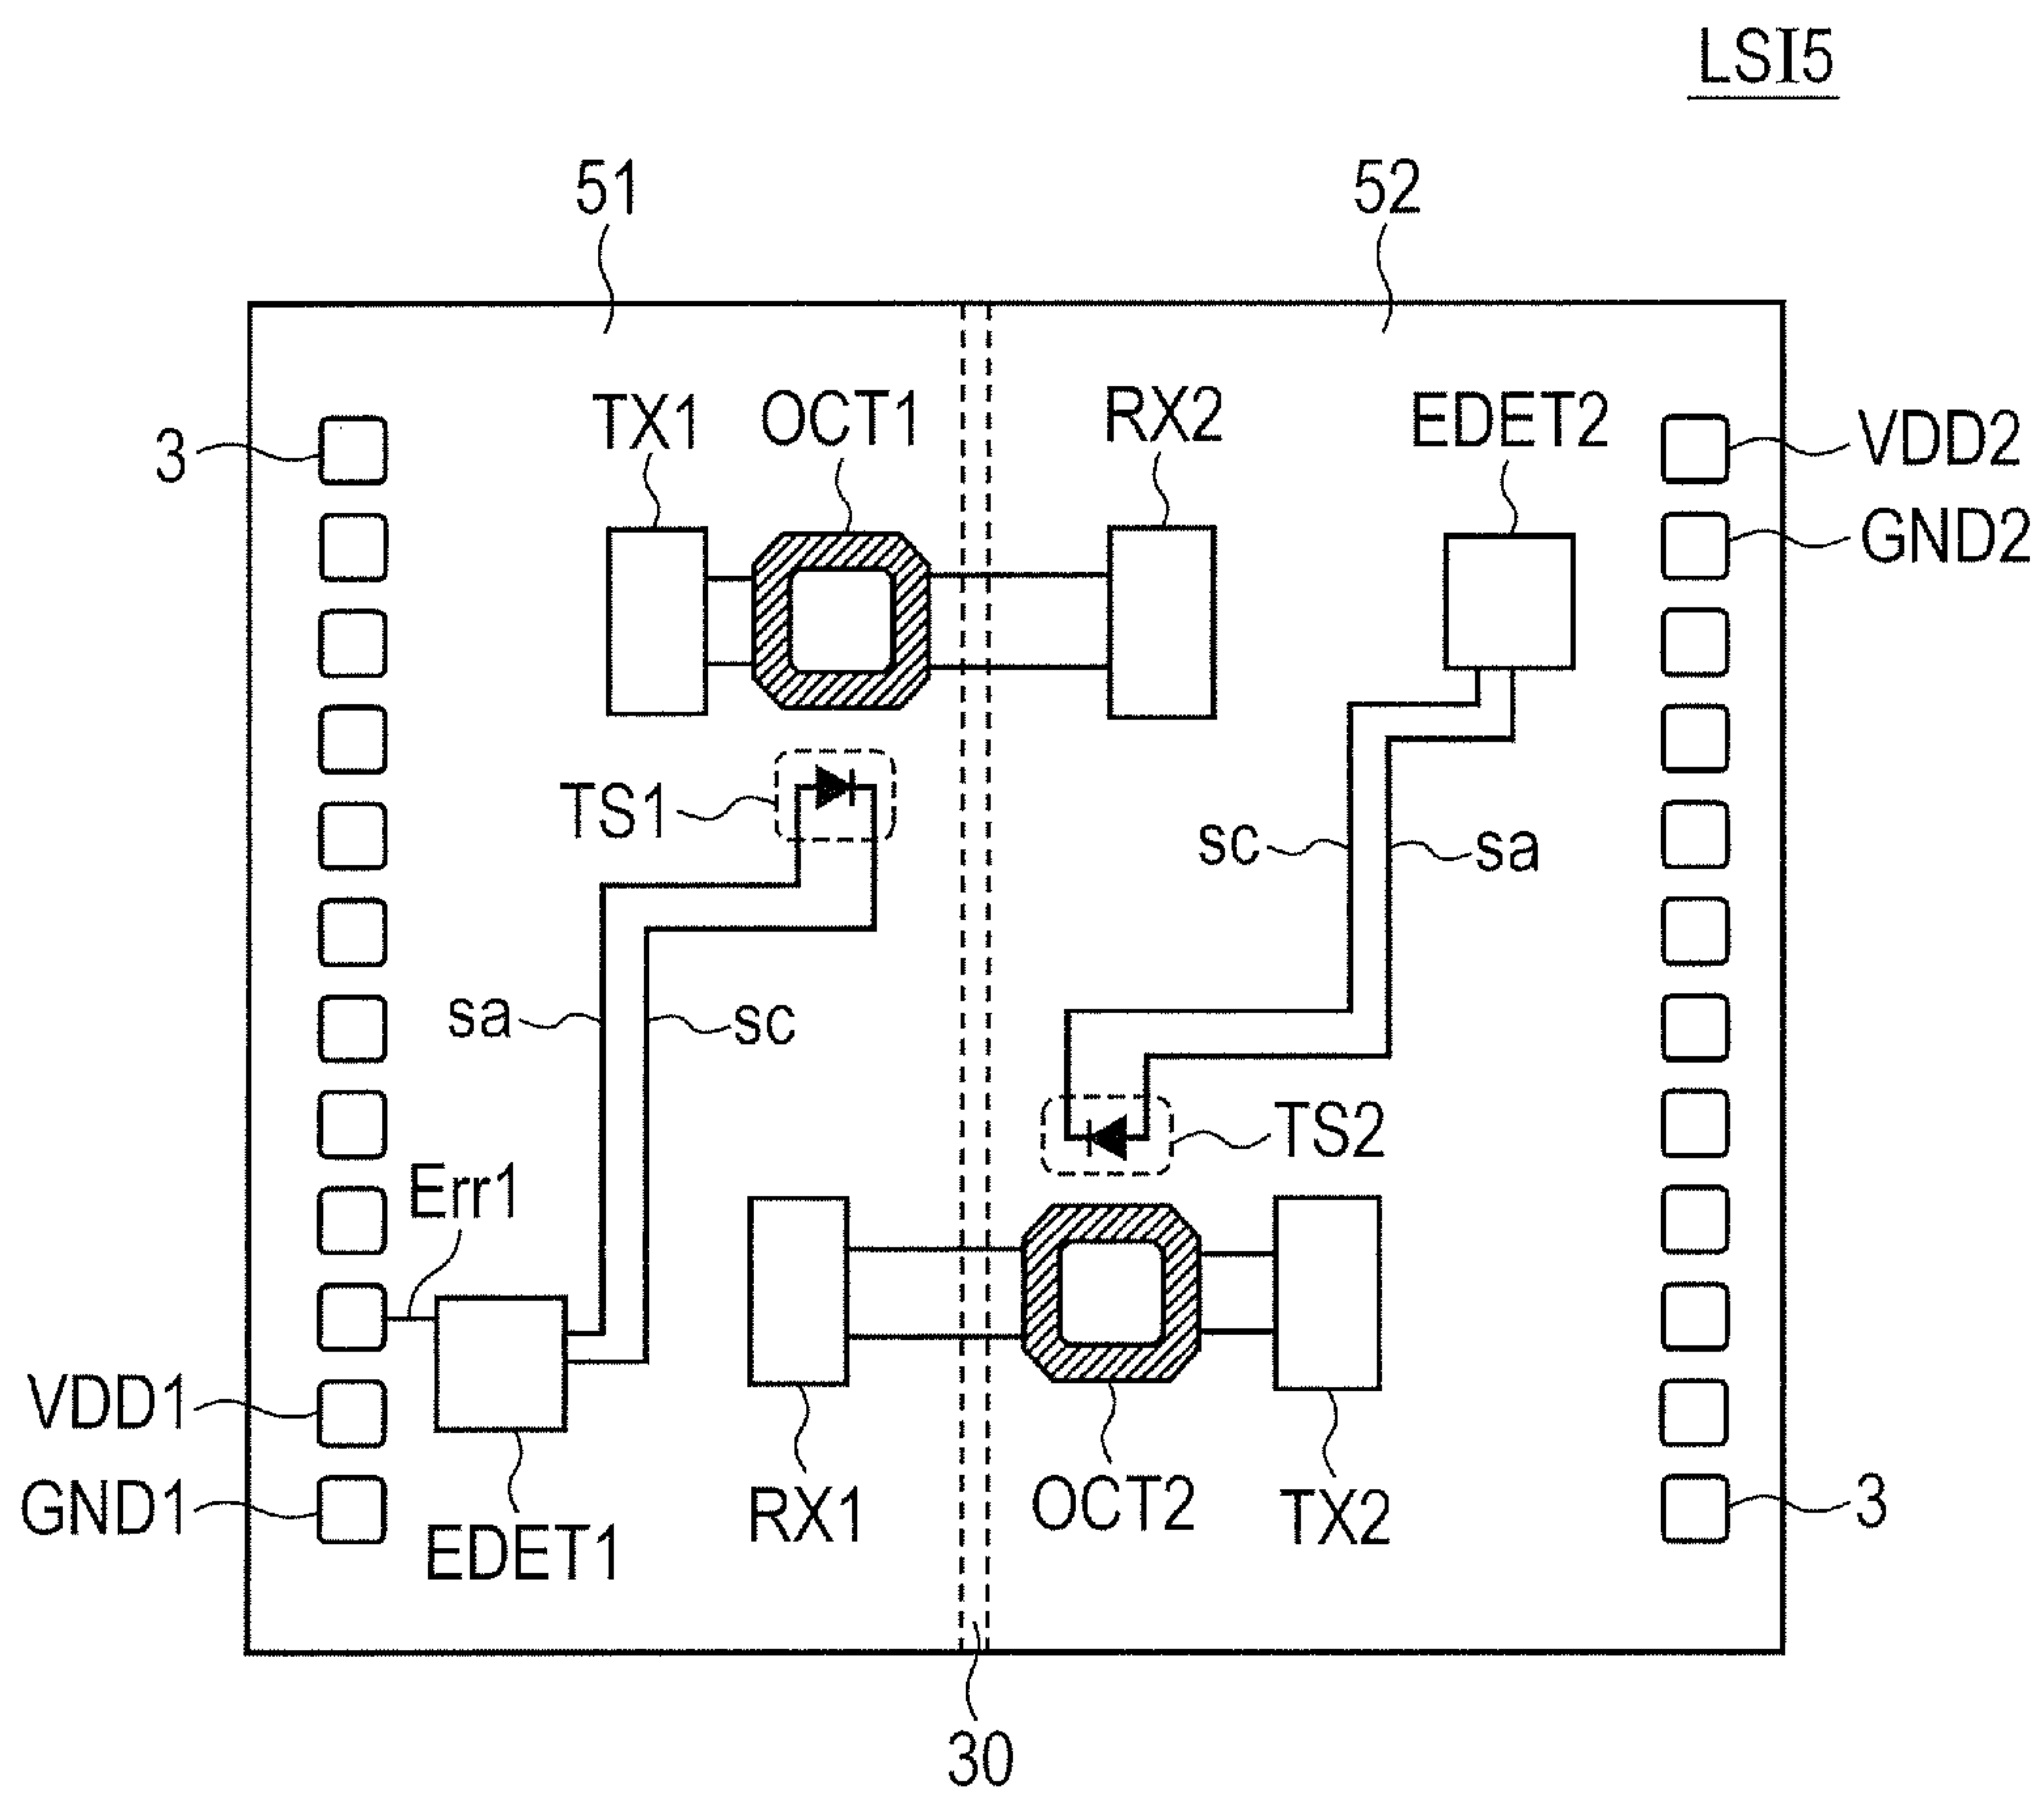 LSI5
51 52
TX1 OCT1 RX2 EDET2 VDD2
3
GND2
TS1
sc sa
sa sc
TS2
Err1
VDD1
GND1
EDET1 RX1 OCT2 TX2 3
30